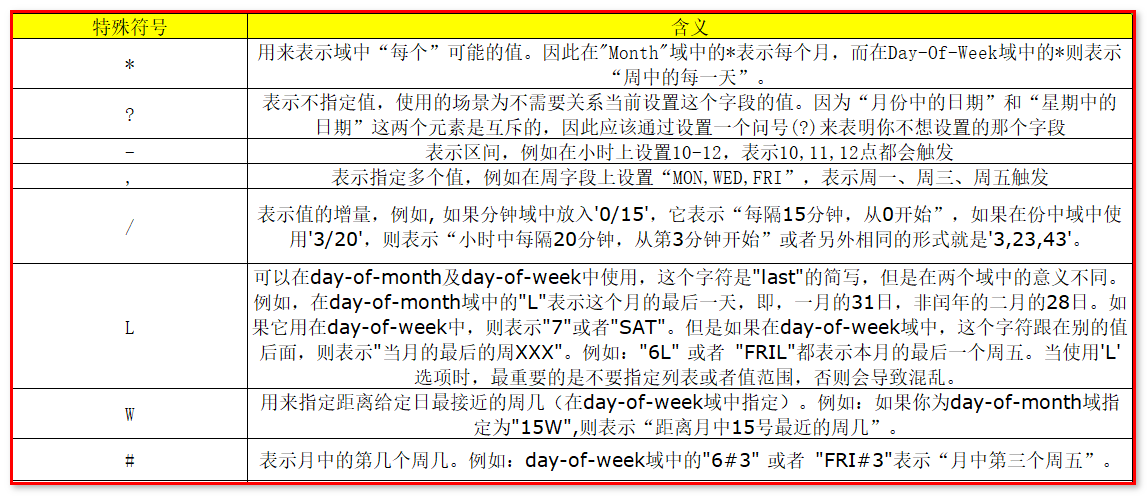 特殊符号 含义
* 用来表示域中“每个”可能的值。因此在"Month"域中的*表示每个月，而在Day-Of-Week域中的*则表示
“周中的每一天”。
? 表示不指定值，使用的场景为不需要关系当前设置这个字段的值。因为“月份中的日期”和“星期中的
日期”这两个元素是互斥的，因此应该通过设置一个问号(?)来表明你不想设置的那个字段
- 表示区间，例如在小时上设置10-12，表示10,11,12点都会触发
, 表示指定多个值，例如在周字段上设置“MON,WED,FRI”，表示周一、周三、周五触发
/ 表示值的增量，例如, 如果分钟域中放入'0/15'，它表示“每隔15分钟，从0开始”，如果在份中域中使
用'3/20'，则表示“小时中每隔20分钟，从第3分钟开始”或者另外相同的形式就是'3,23,43'。
L 可以在day-of-month及day-of-week中使用，这个字符是"last"的简写，但是在两个域中的意义不同。
例如，在day-of-month域中的"L"表示这个月的最后一天，即，一月的31日，非闰年的二月的28日。如
果它用在day-of-week中，则表示"7"或者"SAT"。但是如果在day-of-week域中，这个字符跟在别的值
后面，则表示"当月的最后的周XXX"。例如："6L" 或者 "FRIL"都表示本月的最后一个周五。当使用'L'
选项时，最重要的是不要指定列表或者值范围，否则会导致混乱。
W 用来指定距离给定日最接近的周几（在day-of-week域中指定）。例如：如果你为day-of-month域指
定为"15W",则表示“距离月中15号最近的周几”。
# 表示月中的第几个周几。例如：day-of-week域中的"6#3" 或者 "FRI#3"表示“月中第三个周五”。